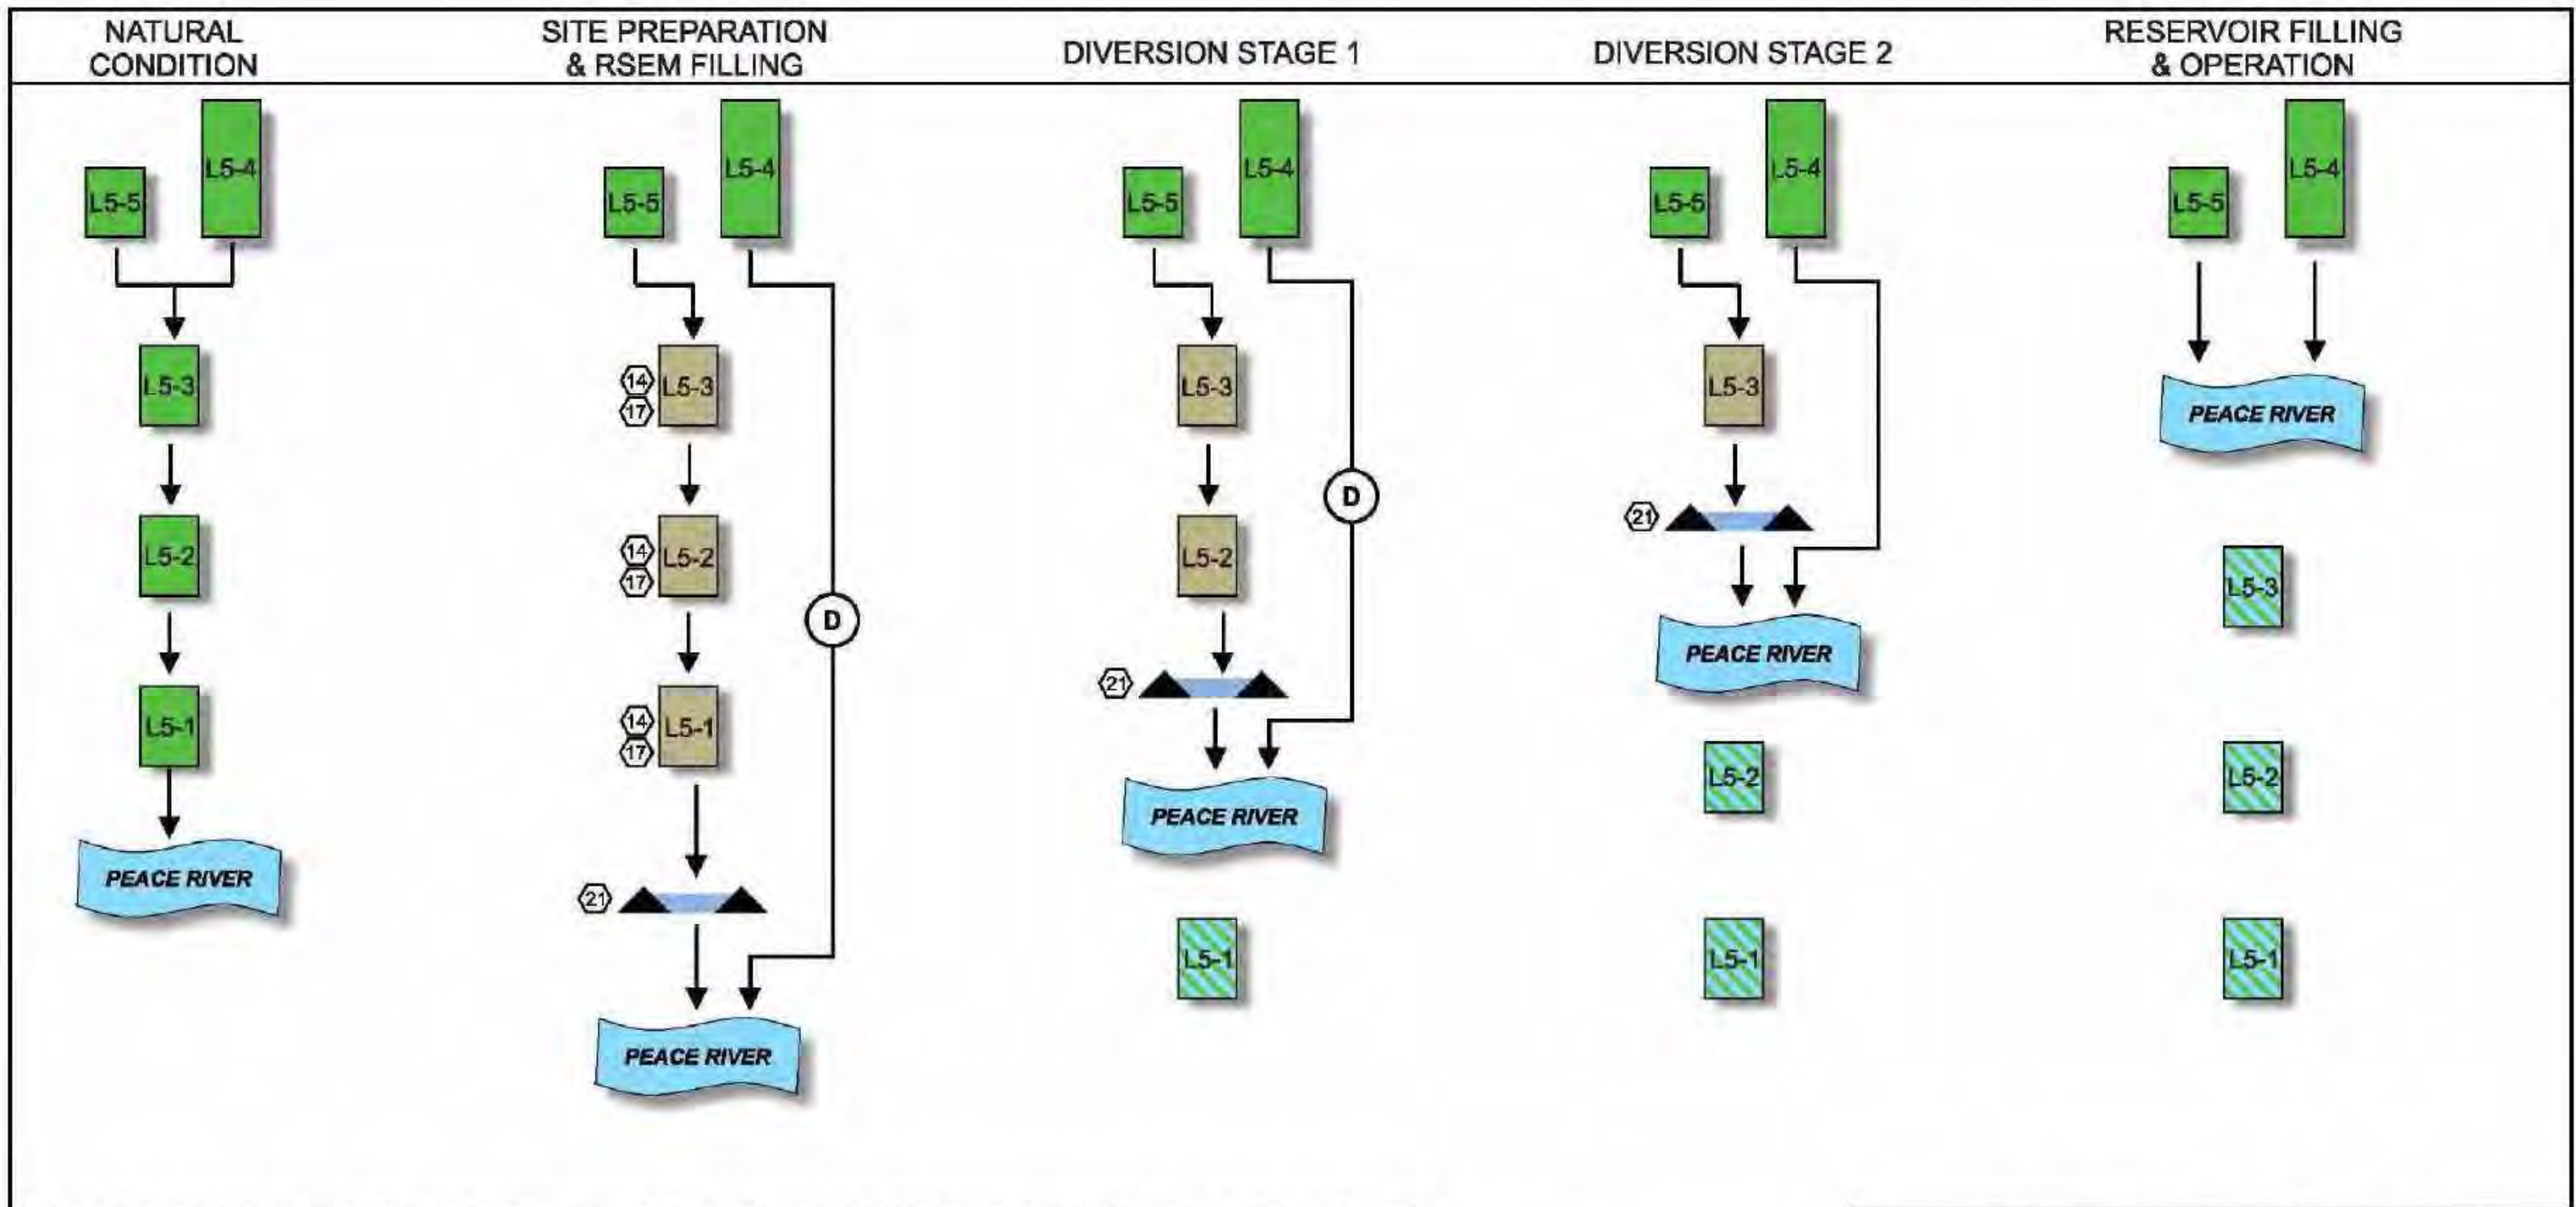 NATURAL
CONDITION
SITE PREPARATION
& RSEM FILLING
DIVERSION STAGE 1
DIVERSION STAGE 2
RESERVOIR FILLING
& OPERATION
L5-5
L5-4
L5-3
L5-2
L5-1
PEACE RIVER
L5-5
L5-4
14
17
L5-3
14
17
L5-2
D
14
17
L5-1
21
PEACE RIVER
L5-5
L5-4
L5-3
D
L5-2
21
PEACE RIVER
L5-1
L5-5
L5-4
L5-3
21
PEACE RIVER
L5-2
L5-1
L5-5
L5-4
PEACE RIVER
L5-3
L5-2
L5-1